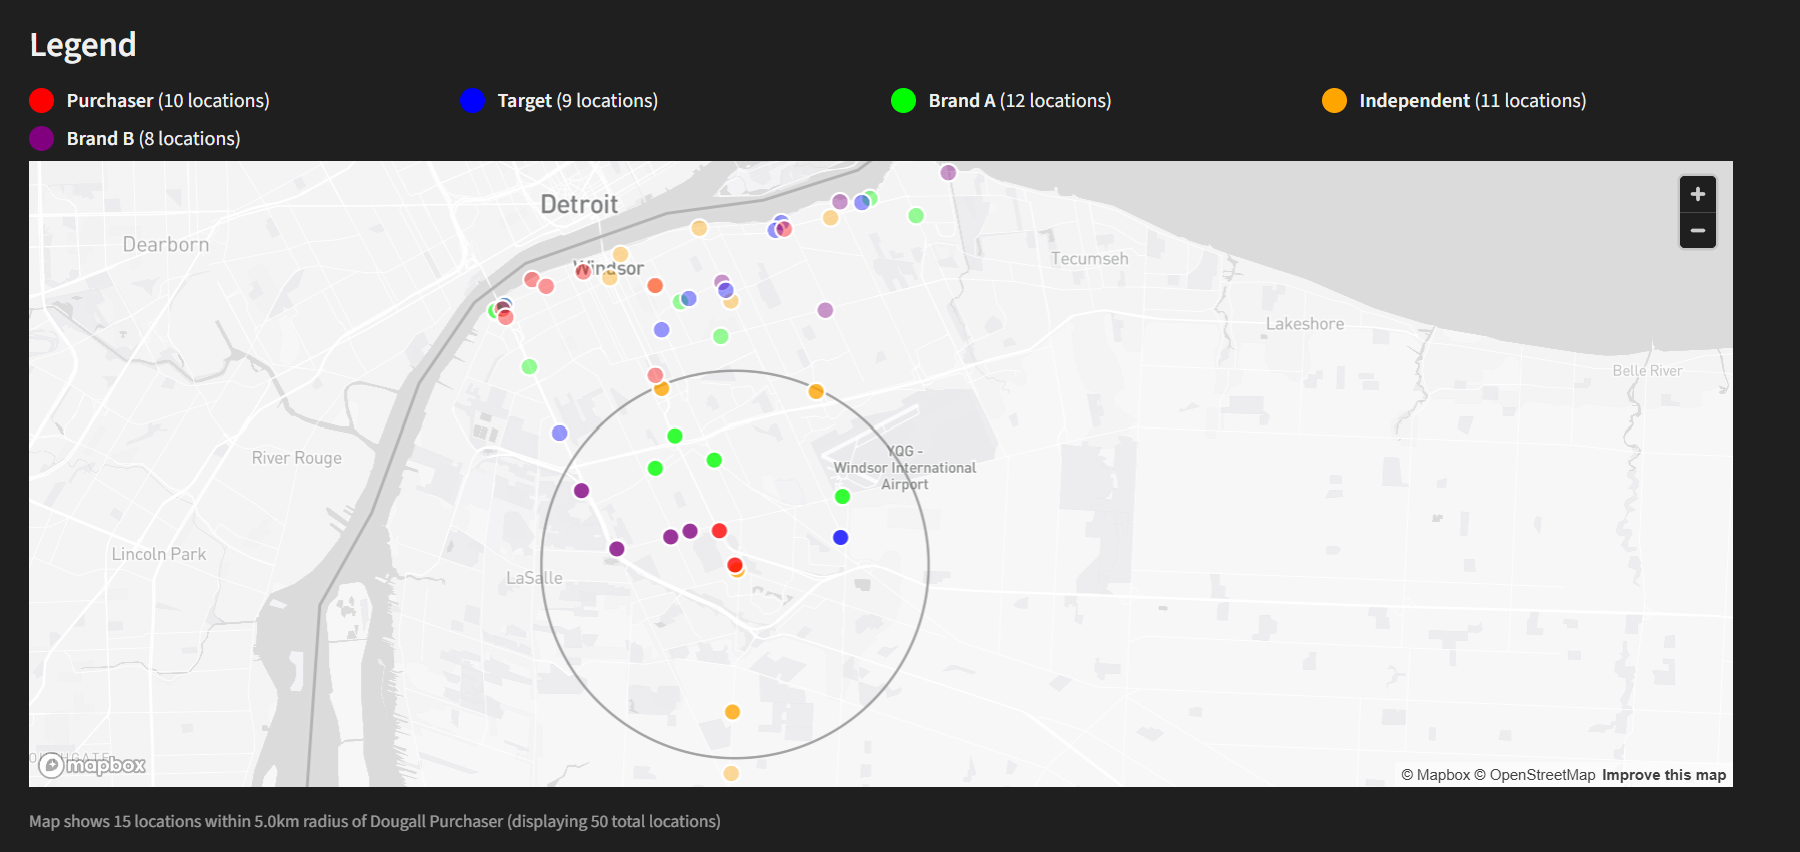 Legend
Purchaser (10 locations)
Target (9 locations)
Brand A (12 locations)
Independent (11 locations)
Brand B (8 locations)
Detroit
Dearborn
Windsor
Tecumseh
Lakeshore
Belle River
River Rouge
YQG -
Windsor International
Airport
Lincoln Park
LaSalle
mapbox
© Mapbox © OpenStreetMap Improve this map
Map shows 15 locations within 5.0km radius of Dougall Purchaser (displaying 50 total locations)